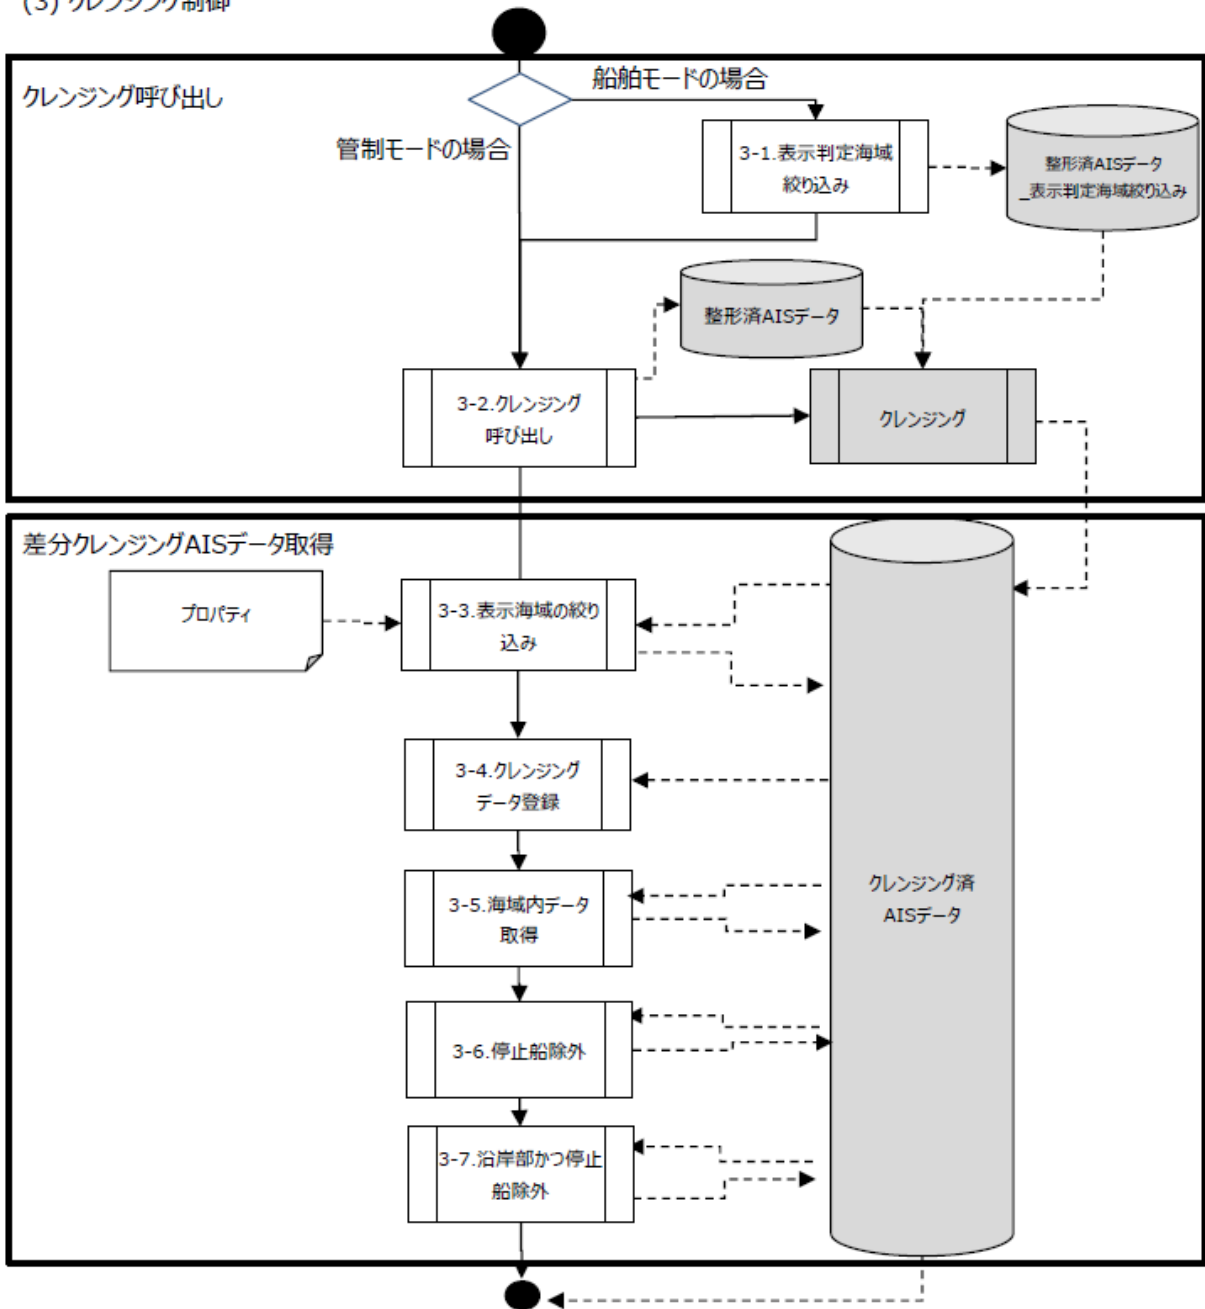 (3) クレンジング制御
クレンジング呼び出し
船舶モードの場合
管制モードの場合
3-1.表示判定海域
絞り込み
整形済AISデータ
_表示判定海域絞り込み
整形済AISデータ
3-2.クレンジング
呼び出し
クレンジング
差分クレンジングAISデータ取得
プロパティ
3-3.表示海域の絞り
込み
3-4.クレンジング
データ登録
3-5.海域内データ
取得
クレンジング済
AISデータ
3-6.停止船除外
3-7.沿岸部かつ停止
船除外